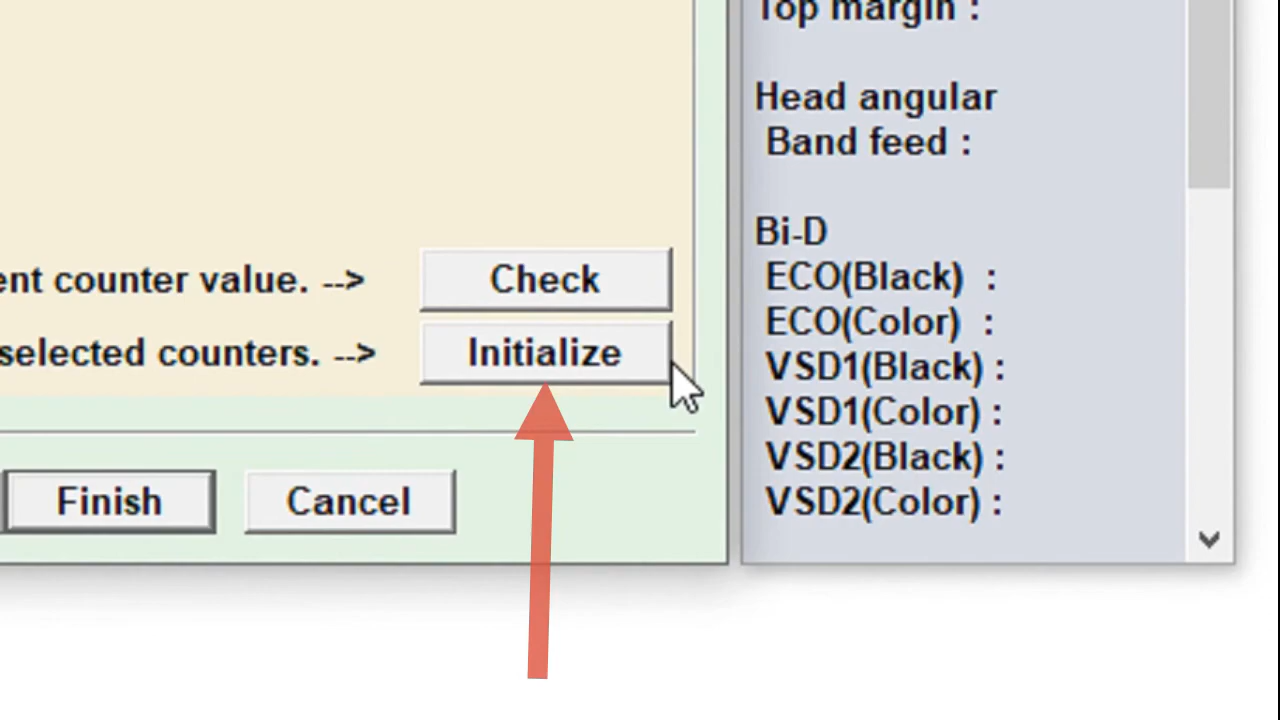 Top margin :
Head angular
Band feed :
Bi-D
ECO(Black) :
ECO(Color) :
VSD1(Black) :
VSD1(Color) :
VSD2(Black) :
VSD2(Color) :
counter value. -->
Check
selected counters. -->
Initialize
Finish
Cancel